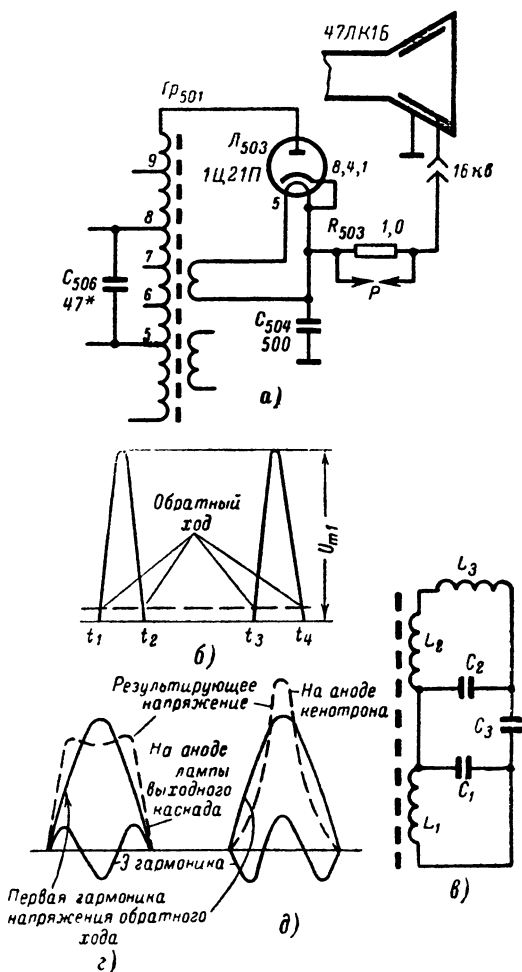 47ЛК1Б
Тр501
Л503
1Ц21П
8,4,1
5
16 кв
R503 1,0
Р
9
8
7
6
5
C506
47*
C504
500
а)
Обратный
ход
Um1
t1 t2 t3 t4
б)
Результирующее
напряжение
На аноде
кенотрона
На аноде
лампы
выходного
каскада
3 гармоника
Первая гармоника
напряжения обратного
хода
г)
д)
L3
L2
C2
C3
C1
L1
в)